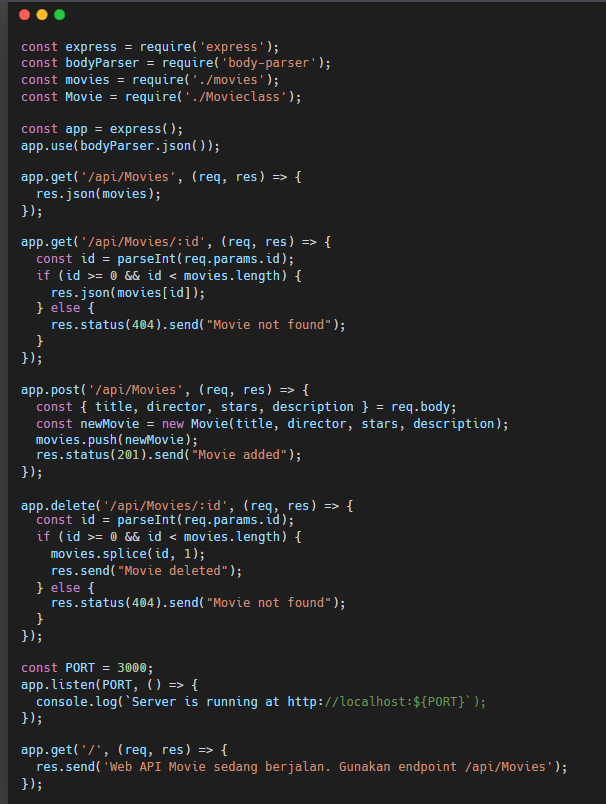 const express = require('express');
const bodyParser = require('body-parser');
const movies = require('./movies');
const Movie = require('./Movieclass');

const app = express();
app.use(bodyParser.json());

app.get('/api/Movies', (req, res) => {
  res.json(movies);
});

app.get('/api/Movies/:id', (req, res) => {
  const id = parseInt(req.params.id);
  if (id >= 0 && id < movies.length) {
    res.json(movies[id]);
  } else {
    res.status(404).send("Movie not found");
  }
});

app.post('/api/Movies', (req, res) => {
  const { title, director, stars, description } = req.body;
  const newMovie = new Movie(title, director, stars, description);
  movies.push(newMovie);
  res.status(201).send("Movie added");
});

app.delete('/api/Movies/:id', (req, res) => {
  const id = parseInt(req.params.id);
  if (id >= 0 && id < movies.length) {
    movies.splice(id, 1);
    res.send("Movie deleted");
  } else {
    res.status(404).send("Movie not found");
  }
});

const PORT = 3000;
app.listen(PORT, () => {
  console.log(`Server is running at http://localhost:${PORT}`);
});

app.get('/', (req, res) => {
  res.send('Web API Movie sedang berjalan. Gunakan endpoint /api/Movies');
});